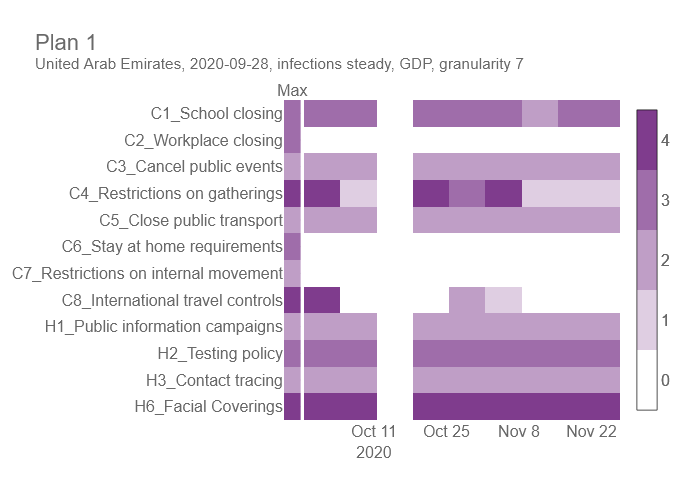 Plan 1
United Arab Emirates, 2020-09-28, infections steady, GDP, granularity 7
Max
C1_School closing
C2_Workplace closing
C3_Cancel public events
C4_Restrictions on gatherings
C5_Close public transport
C6_Stay at home requirements
C7_Restrictions on internal movement
C8_International travel controls
H1_Public information campaigns
H2_Testing policy
H3_Contact tracing
H6_Facial Coverings
4
3
2
1
0
Oct 11 Oct 25 Nov 8 Nov 22
2020